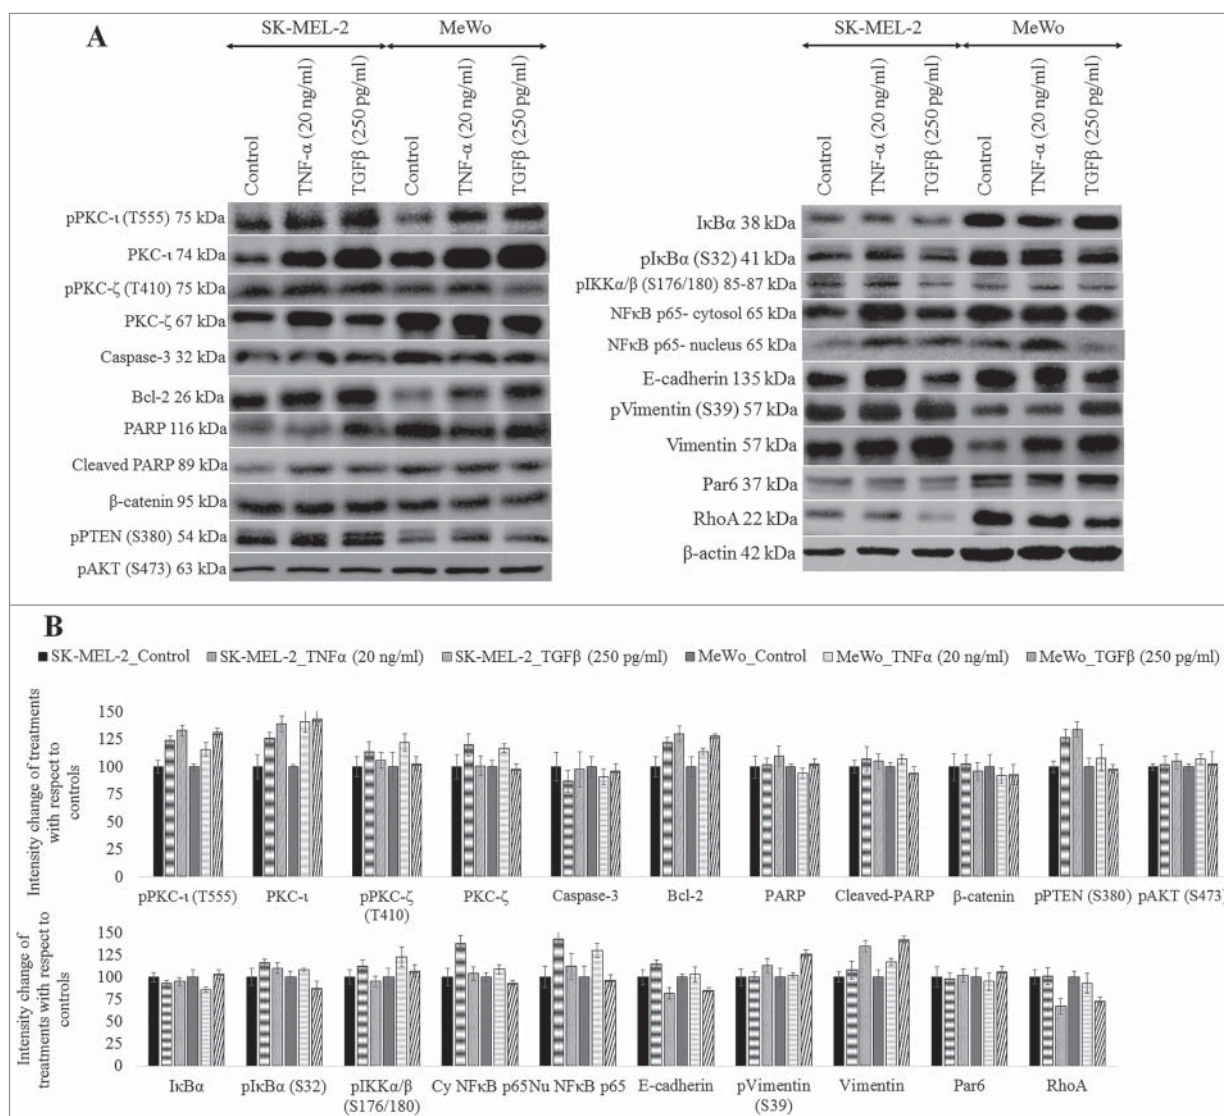 A
SK-MEL-2 MeWo
Control
TNF-α (20 ng/ml)
TGFβ (250 pg/ml)
Control
TNF-α (20 ng/ml)
TGFβ (250 pg/ml)
pPKC-ι (T555) 75 kDa
PKC-ι 74 kDa
pPKC-ζ (T410) 75 kDa
PKC-ζ 67 kDa
Caspase-3 32 kDa
Bcl-2 26 kDa
PARP 116 kDa
Cleaved PARP 89 kDa
β-catenin 95 kDa
pPTEN (S380) 54 kDa
pAKT (S473) 63 kDa
SK-MEL-2 MeWo
Control
TNF-α (20 ng/ml)
TGFβ (250 pg/ml)
Control
TNF-α (20 ng/ml)
TGFβ (250 pg/ml)
IκBα 38 kDa
pIκBα (S32) 41 kDa
pIKKα/β (S176/180) 85-87 kDa
NFκB p65- cytosol 65 kDa
NFκB p65- nucleus 65 kDa
E-cadherin 135 kDa
pVimentin (S39) 57 kDa
Vimentin 57 kDa
Par6 37 kDa
RhoA 22 kDa
β-actin 42 kDa
B
SK-MEL-2_Control SK-MEL-2_TNFα (20 ng/ml) SK-MEL-2_TGFβ (250 pg/ml) MeWo_Control MeWo_TNFα (20 ng/ml) MeWo_TGFβ (250 pg/ml)
Intensity change of treatments
with respect to
controls
150
125
100
75
50
25
0
pPKC-ι (T555) PKC-ι pPKC-ζ PKC-ζ Caspase-3 Bcl-2 PARP Cleaved-PARP β-catenin pPTEN (S380) pAKT (S473)
(T410)
Intensity change of
treatments with respect to
controls
150
125
100
75
50
25
0
IκBα pIκBα (S32) pIKKα/β Cy NFκB p65 Nu NFκB p65 E-cadherin pVimentin Vimentin Par6 RhoA
(S176/180) (S39)